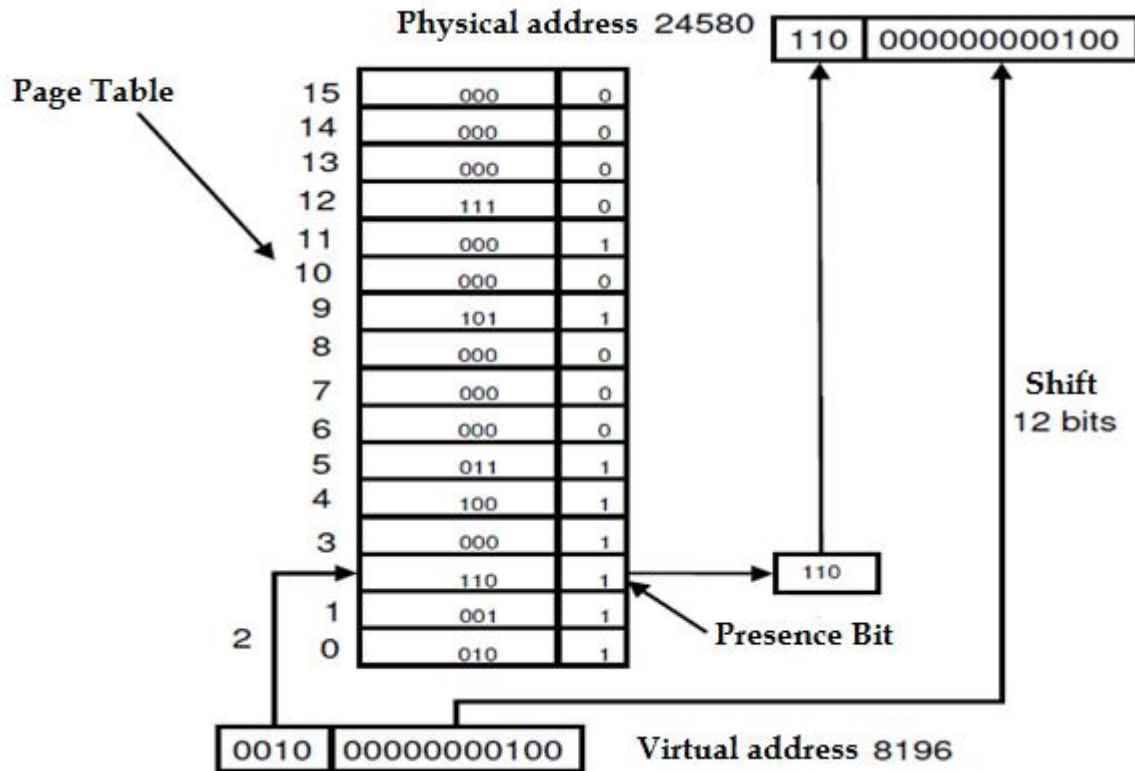 Physical address 24580 110 000000000100
Page Table
15 000 0
14 000 0
13 000 0
12 111 0
11 000 1
10 000 0
9 101 1
8 000 0
7 000 0
6 000 0
5 011 1
4 100 1
3 000 1
110 1
1 001 1
0 010 1
Shift
12 bits
110
Presence Bit
2
0010 00000000100
Virtual address 8196